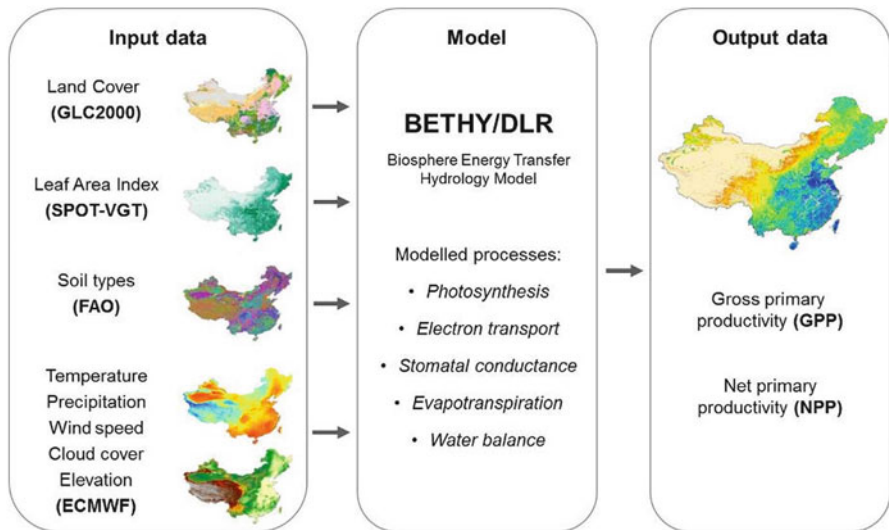 Input data
Land Cover
(GLC2000)
Leaf Area Index
(SPOT-VGT)
Soil types
(FAO)
Temperature
Precipitation
Wind speed
Cloud cover
Elevation
(ECMWF)
Model
BETHY/DLR
Biosphere Energy Transfer
Hydrology Model
Modelled processes:
• Photosynthesis
• Electron transport
• Stomatal conductance
• Evapotranspiration
• Water balance
Output data
Gross primary
productivity (GPP)
Net primary
productivity (NPP)